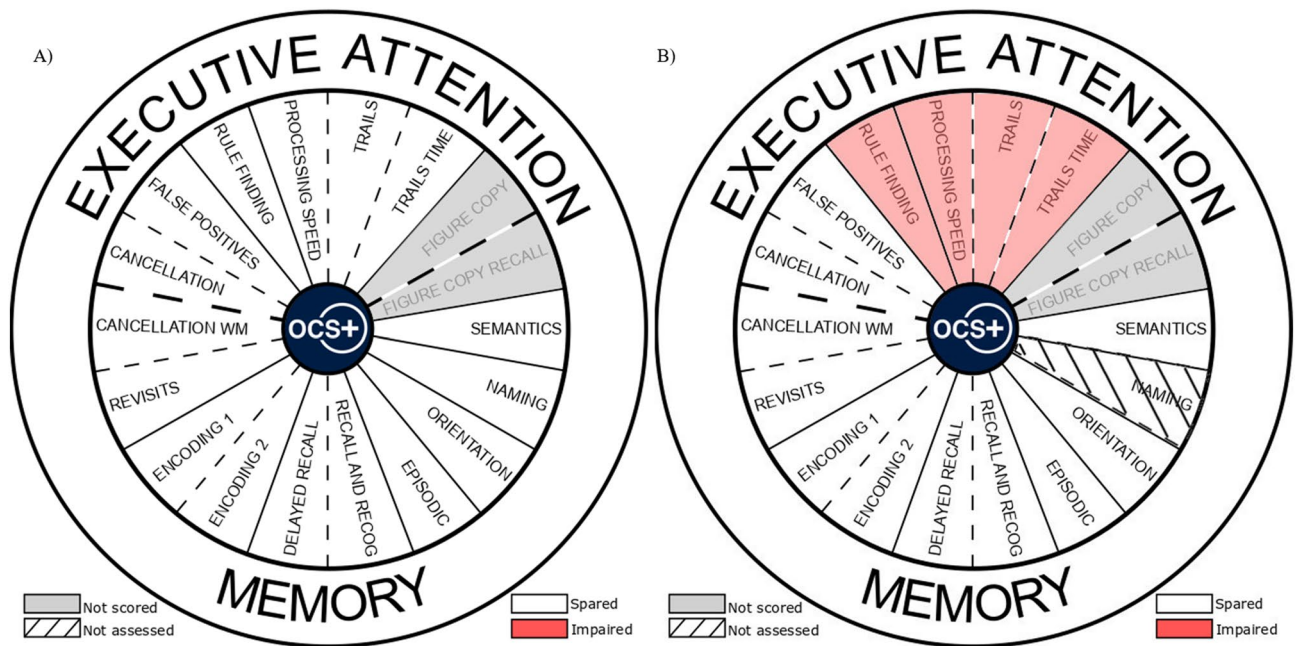 A)
EXECUTIVE ATTENTION
PROCESSING SPEED
TRAILS
TRAILS TIME
FIGURE COPY
FIGURE COPY RECALL
SEMANTICS
NAMING
ORIENTATION
EPISODIC
RECALL AND RECOG
DELAYED RECALL
ENCODING 2
ENCODING 1
REVISITS
CANCELLATION WM
CANCELLATION
FALSE POSITIVES
RULE FINDING
OCS+
MEMORY
Not scored
Not assessed
Spared
Impaired
B)
EXECUTIVE ATTENTION
PROCESSING SPEED
TRAILS
TRAILS TIME
FIGURE COPY
FIGURE COPY RECALL
SEMANTICS
NAMING
ORIENTATION
EPISODIC
RECALL AND RECOG
DELAYED RECALL
ENCODING 2
ENCODING 1
REVISITS
CANCELLATION WM
CANCELLATION
FALSE POSITIVES
RULE FINDING
OCS+
MEMORY
Not scored
Not assessed
Spared
Impaired